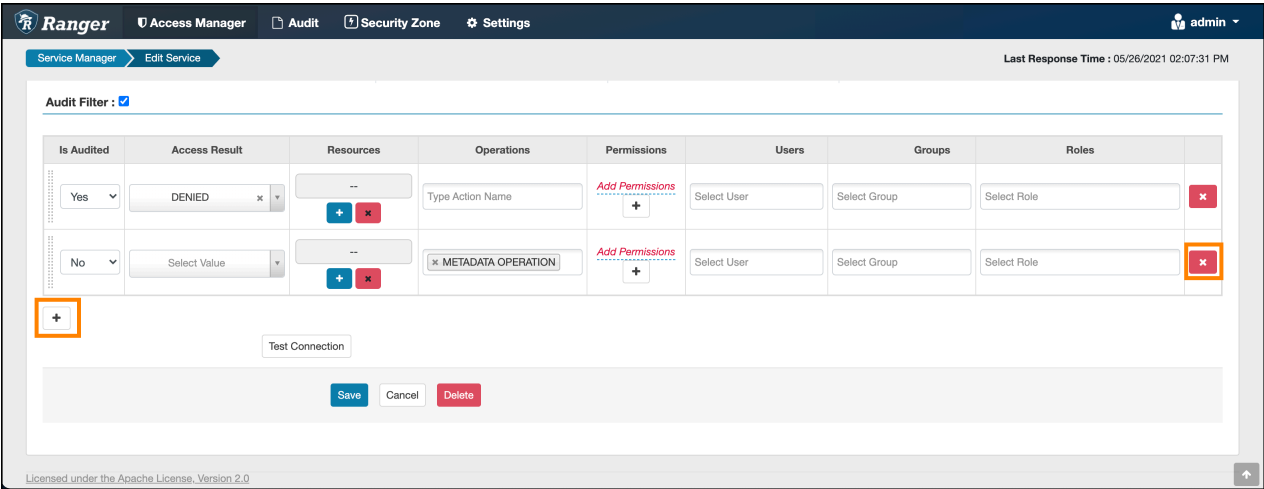 Ranger Access Manager Audit Security Zone Settings admin
Service Manager Edit Service Last Response Time : 05/26/2021 02:07:31 PM
Audit Filter :
Is Audited Access Result Resources Operations Permissions Users Groups Roles
Yes DENIED × -- Type Action Name Add Permissions Select User Select Group Select Role
No Select Value -- × METADATA OPERATION Add Permissions Select User Select Group Select Role
Test Connection
Save Cancel Delete
Licensed under the Apache License, Version 2.0